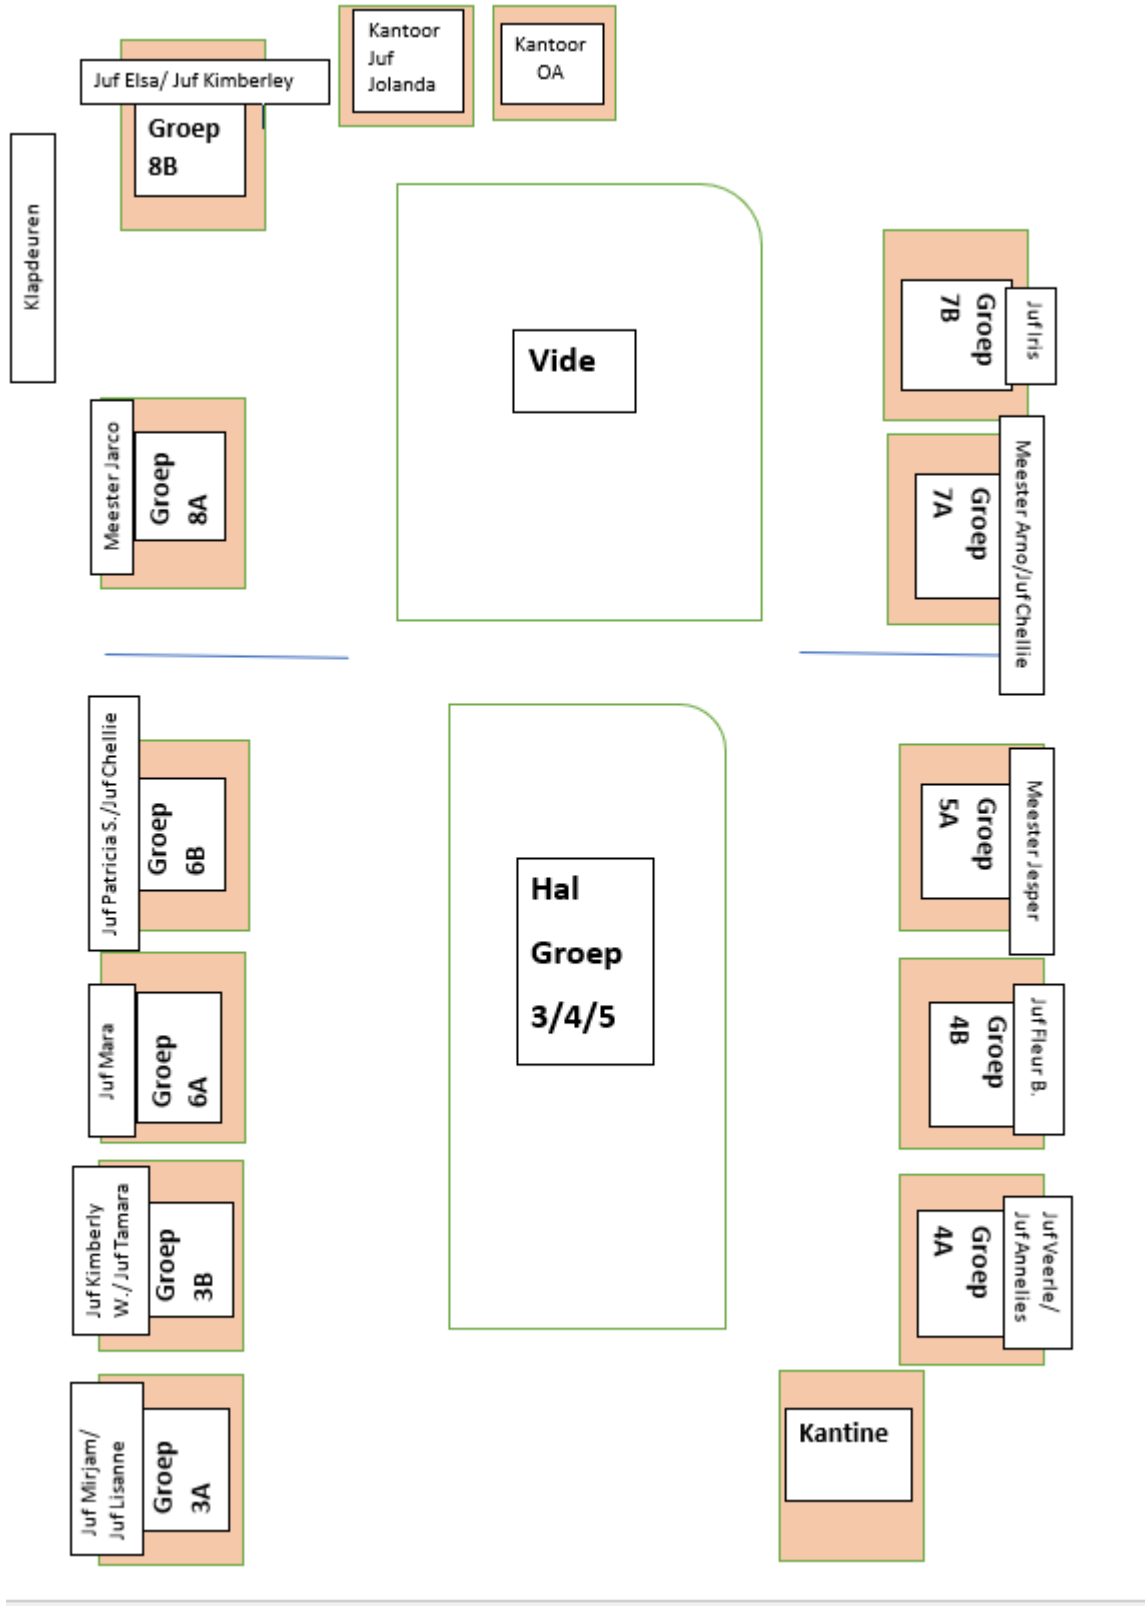 Kantoor
Juf
Jolanda
Kantoor
OA
Juf Elsa/ Juf Kimberley
Groep
8B
Klapdeuren
Vide
Groep
7B
Juf Iris
Meester Jarco
Groep
8A
Groep
7A
Meester Arno/Juf Chellie
Juf Patricia S./Juf Chellie
Groep
6B
Hal
Groep
3/4/5
Groep
5A
Meester Jesper
Juf Mara
Groep
6A
Groep
4B
Juf Fleur B.
Juf Kimberly
W./ Juf Tamara
Groep
3B
Groep
4A
Juf Veerle/
Juf Annelies
Juf Mirjam/
Juf Lisanne
Groep
3A
Kantine